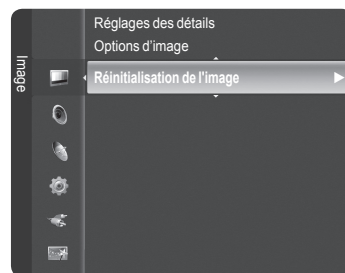 Image
Réglages des détails
Options d'image
Réinitialisation de l'image